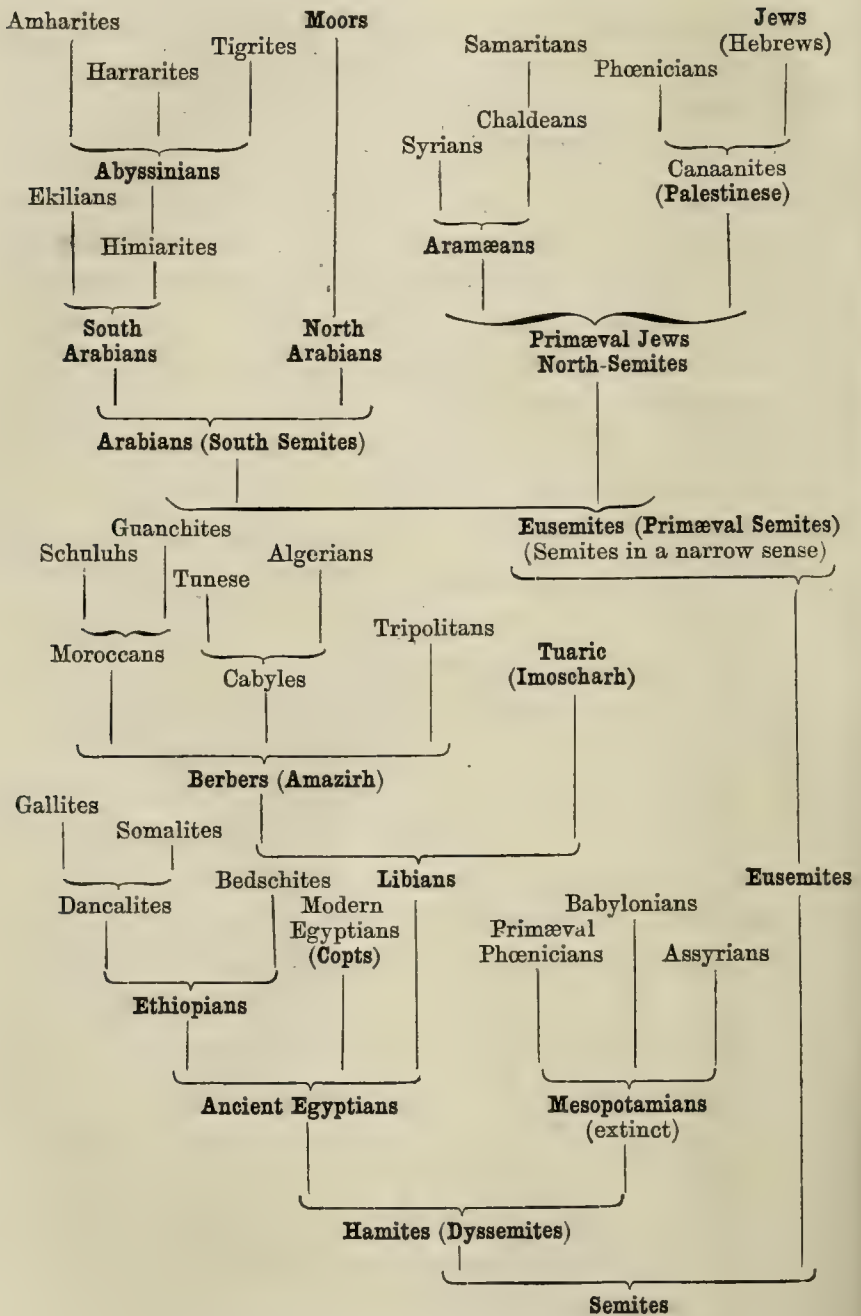 Amharites
Moors
Jews
(Hebrews)
Tigrites
Samaritans
Harrarites
Phœnicians
Chaldeans
Syrians
Abyssinians
Canaanites
(Palestinese)
Ekilians
Himiarites
Aramæans
South
Arabians
North
Arabians
Primæval Jews
North-Semites
Arabians (South Semites)
Guanchites
Eusemites (Primæval Semites)
(Semites in a narrow sense)
Schuluhs
Algerians
Tunese
Tripolitans
Moroccans
Tuaric
(Imoscharh)
Cabyles
Berbers (Amazirh)
Gallites
Somalites
Bedschites
Libians
Eusemites
Dancalites
Modern
Egyptians
(Copts)
Babylonians
Primæval
Phœnicians
Assyrians
Ethiopians
Ancient Egyptians
Mesopotamians
(extinct)
Hamites (Dyssemites)
Semites